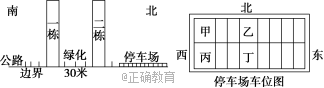 南 一栋 二栋 北
公路 绿化 停车场
边界 30米
@正确教育
北
甲 乙
西 东
丙 丁
停车场车位图